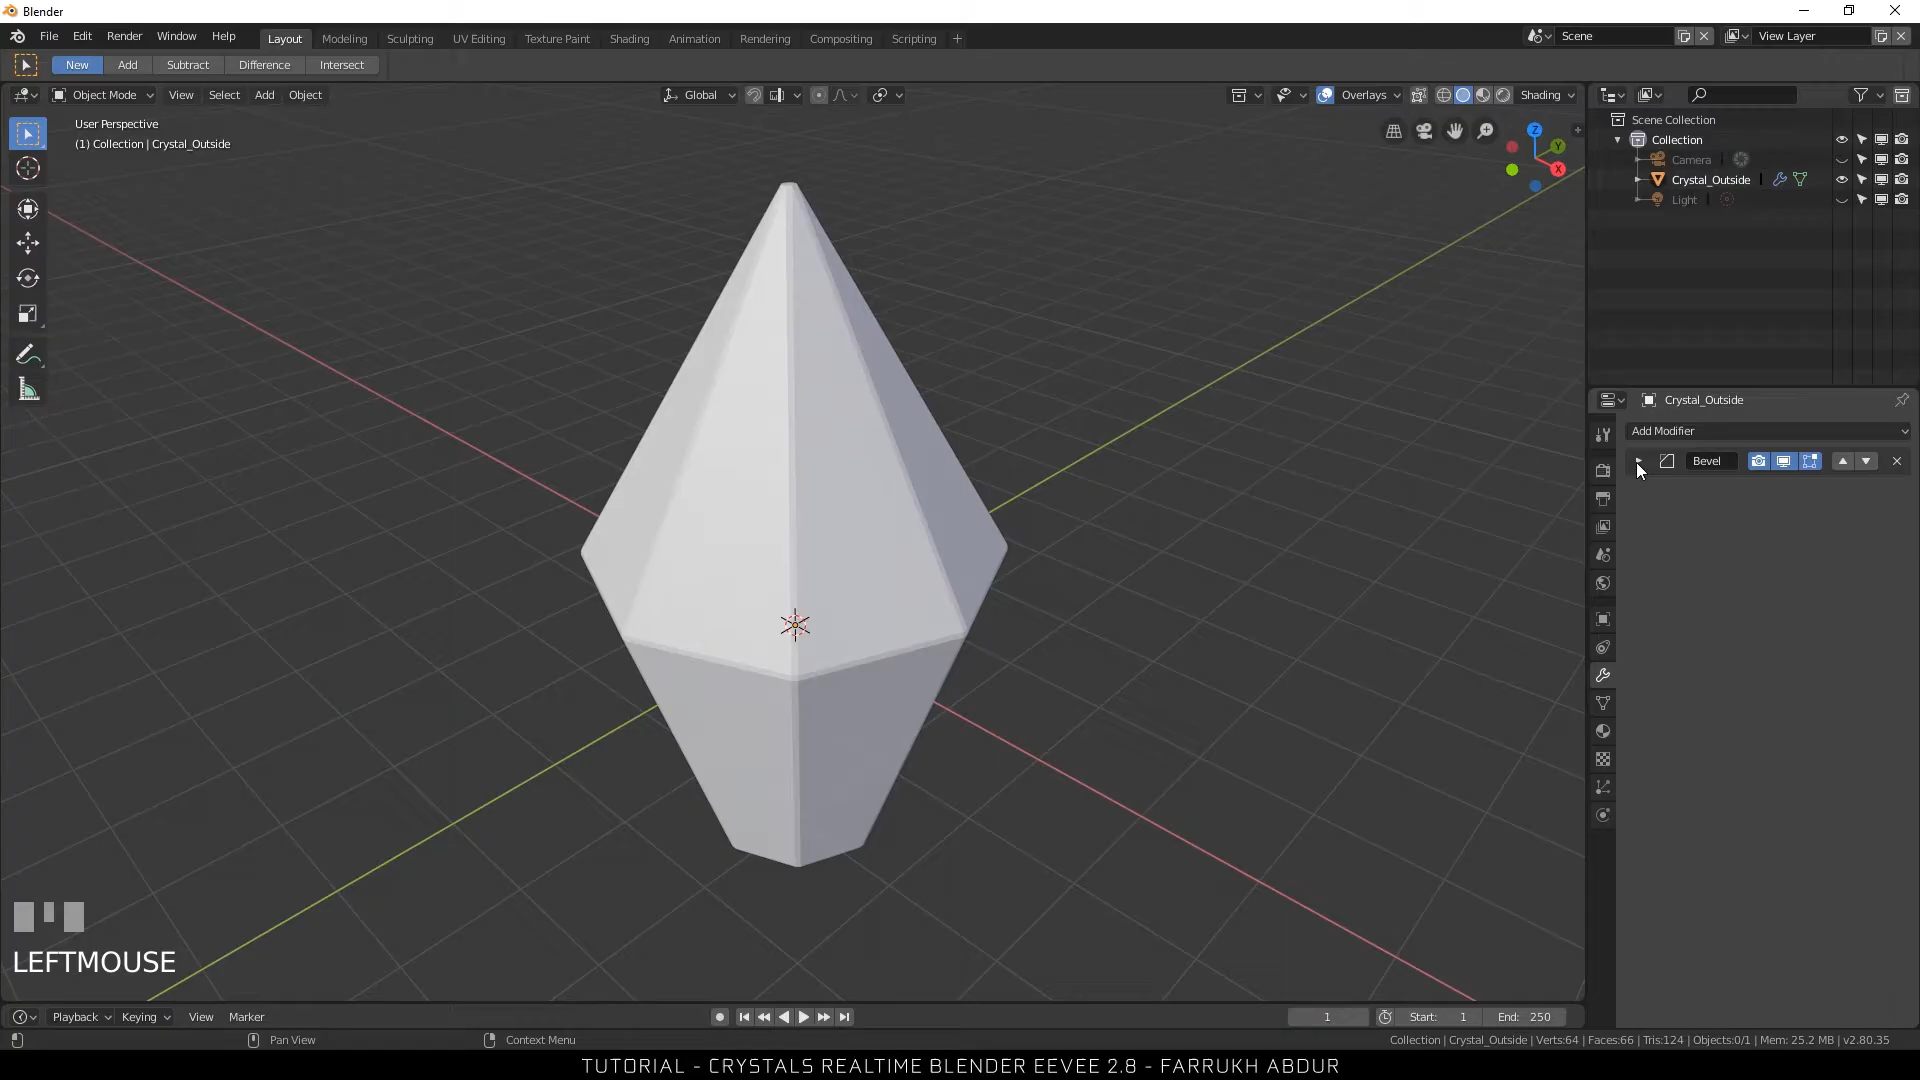 Blender
File Edit Render Window Help Layout Modeling Sculpting UV Editing Texture Paint Shading Animation Rendering Compositing Scripting + Scene View Layer
New Add Subtract Difference Intersect
Object Mode View Select Add Object Global Overlays Shading
User Perspective
(1) Collection | Crystal_Outside
Z
Y
X
Scene Collection
Collection
Camera
Crystal_Outside
Light
Crystal_Outside
Add Modifier
Bevel
LEFTMOUSE
Playback Keying View Marker 1 Start: 1 End: 250
Pan View Context Menu Collection | Crystal_Outside | Verts:64 | Faces:66 | Tris:124 | Objects:0/1 | Mem: 25.2 MB | v2.80.35
TUTORIAL - CRYSTALS REALTIME BLENDER EEVEE 2.8 - FARRUKH ABDUR